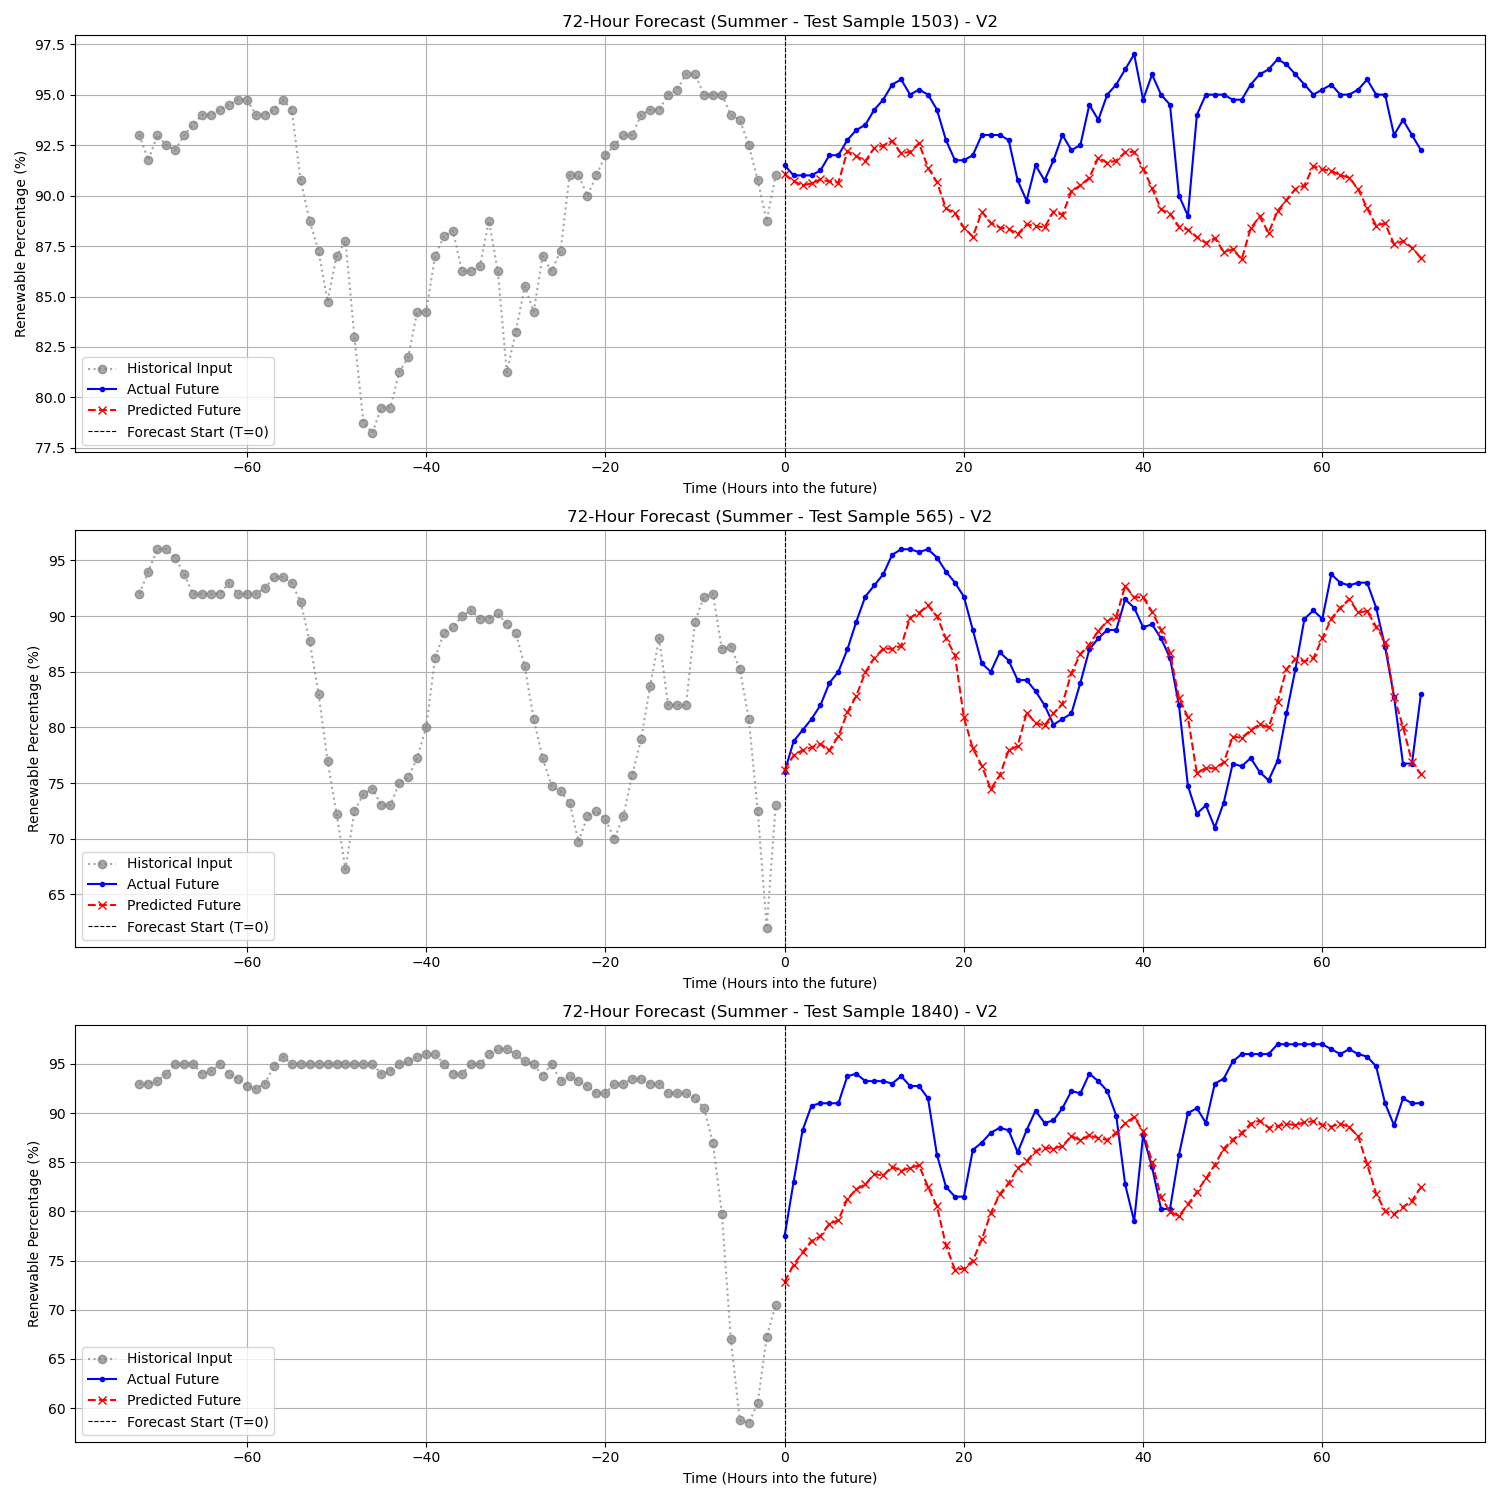 72-Hour Forecast (Summer - Test Sample 1503) - V2
Renewable Percentage (%)
97.5
95.0
92.5
90.0
87.5
85.0
82.5
80.0
77.5
Historical Input
Actual Future
Predicted Future
Forecast Start (T=0)
−60 −40 −20 0 20 40 60
Time (Hours into the future)
72-Hour Forecast (Summer - Test Sample 565) - V2
Renewable Percentage (%)
95
90
85
80
75
70
65
Historical Input
Actual Future
Predicted Future
Forecast Start (T=0)
−60 −40 −20 0 20 40 60
Time (Hours into the future)
72-Hour Forecast (Summer - Test Sample 1840) - V2
Renewable Percentage (%)
95
90
85
80
75
70
65
60
Historical Input
Actual Future
Predicted Future
Forecast Start (T=0)
−60 −40 −20 0 20 40 60
Time (Hours into the future)